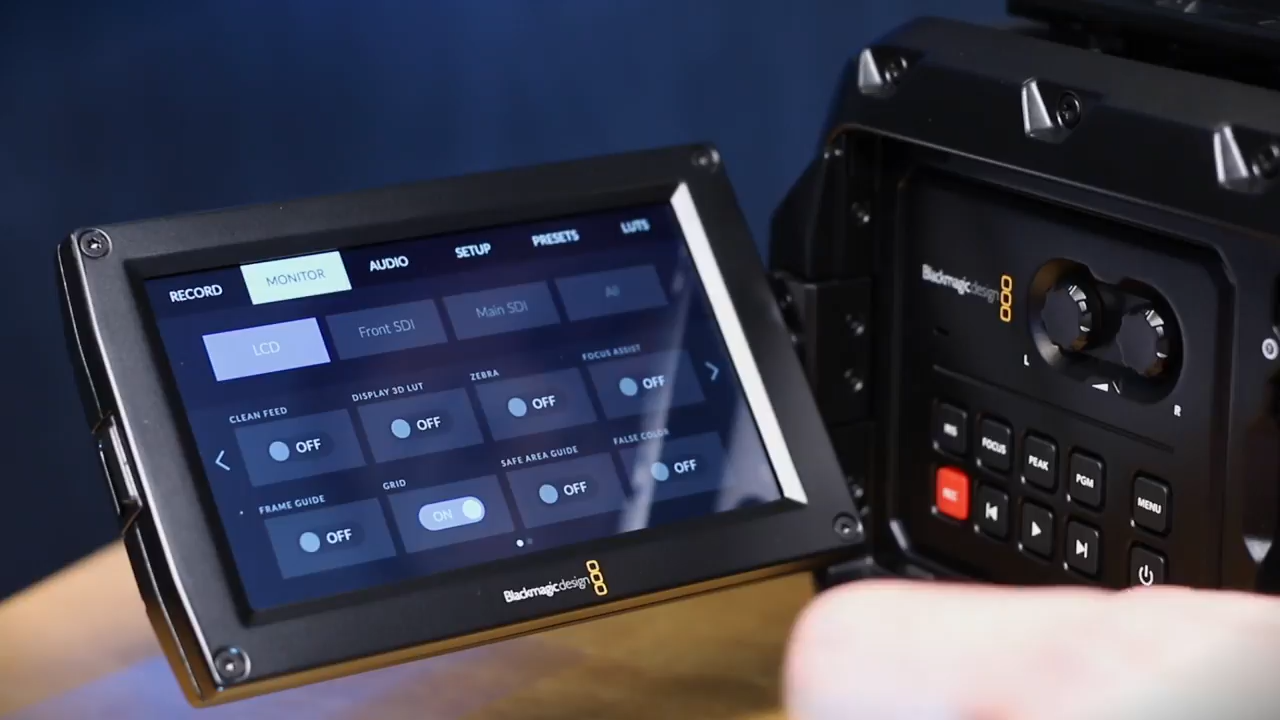 RECORD MONITOR AUDIO SETUP PRESETS LUTS
LCD Front SDI Main SDI All
CLEAN FEED DISPLAY 3D LUT ZEBRA FOCUS ASSIST
OFF OFF OFF OFF
FRAME GUIDE GRID SAFE AREA GUIDE FALSE COLOR
OFF ON OFF OFF
Blackmagicdesign
Blackmagicdesign
L R
IRIS FOCUS PEAK PGM MENU
REC